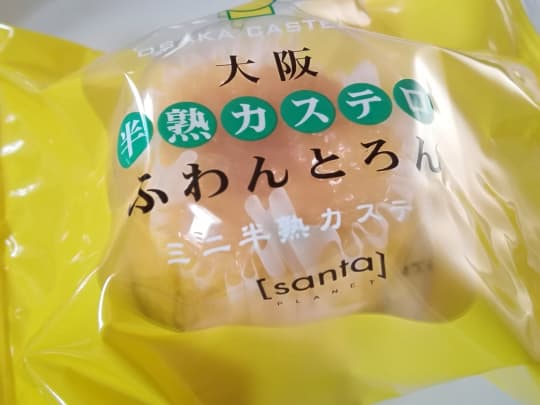 OSAKA CASTE
大阪
半熟カステロ
ふわんとろん
ミニ半熟カステ
[santa]
PLANET